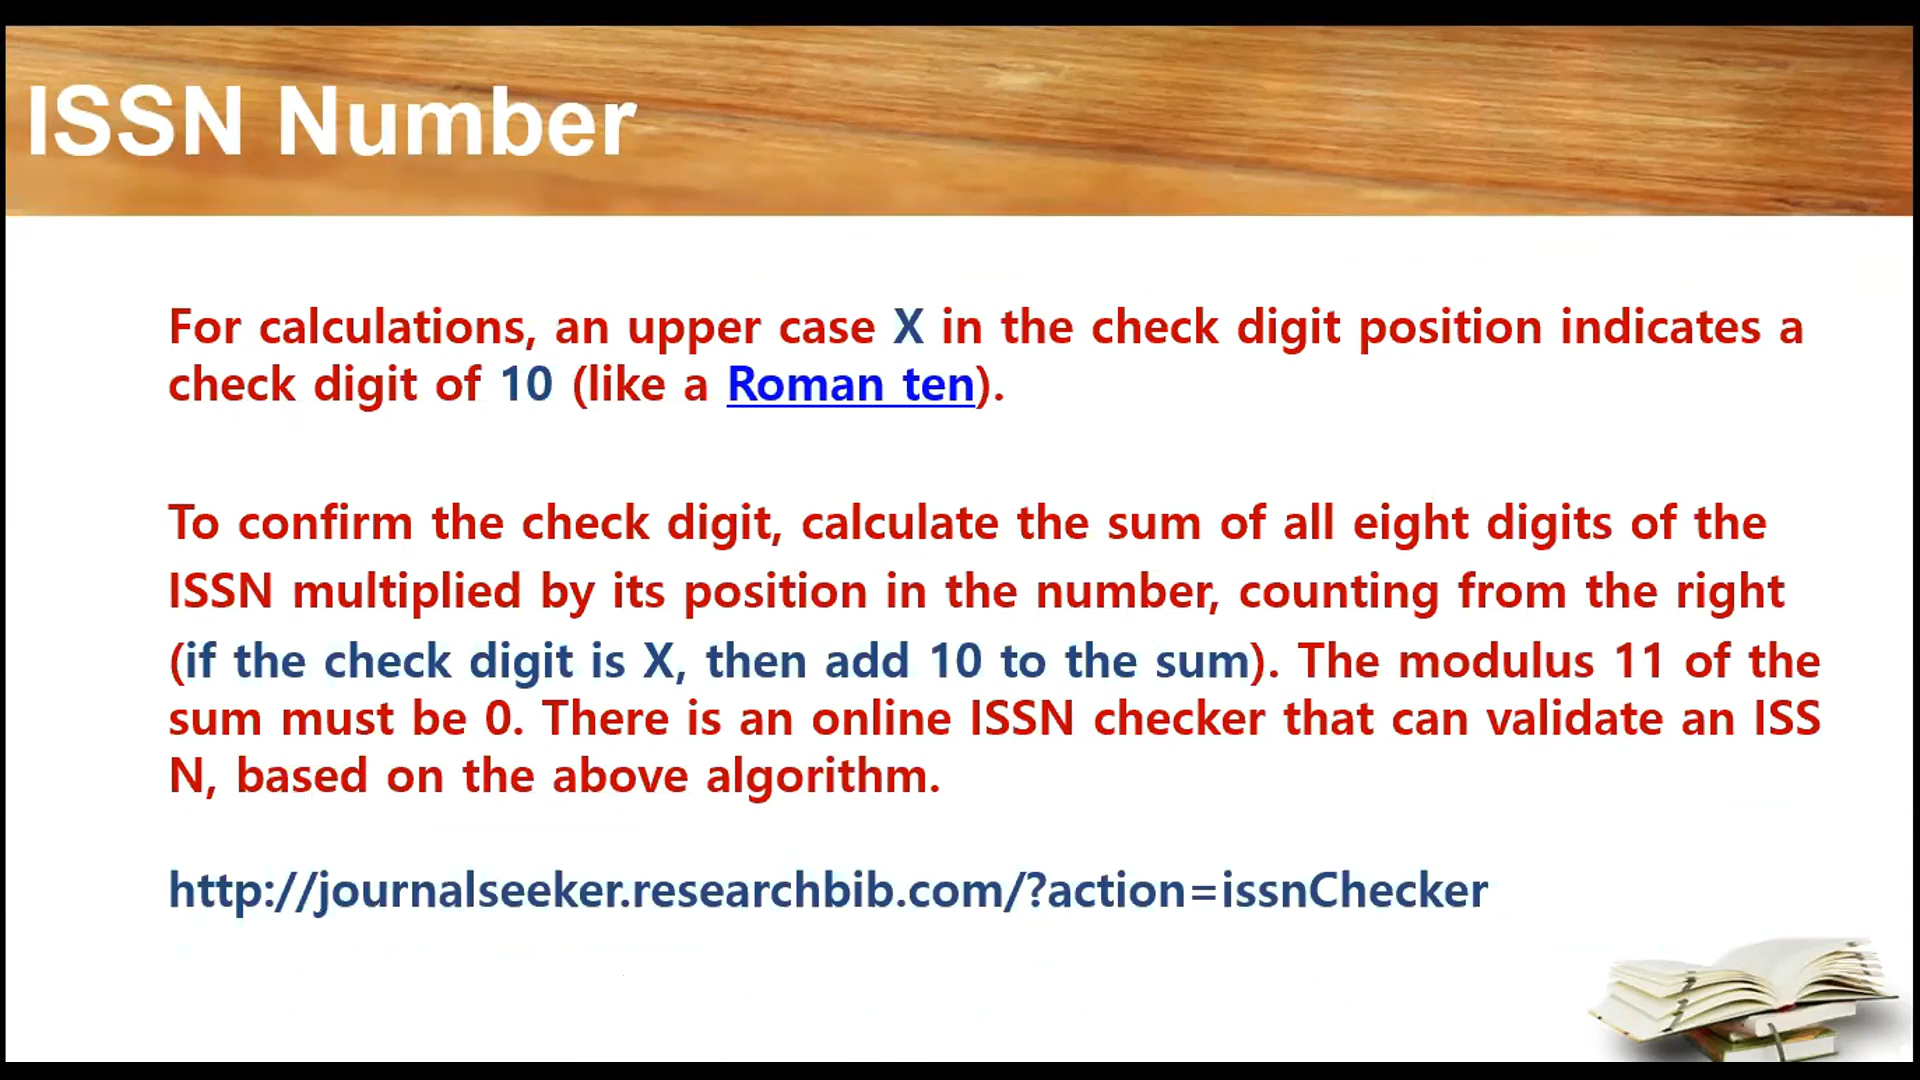 ISSN Number
For calculations, an upper case X in the check digit position indicates a
check digit of 10 (like a Roman ten).
To confirm the check digit, calculate the sum of all eight digits of the
ISSN multiplied by its position in the number, counting from the right
(if the check digit is X, then add 10 to the sum). The modulus 11 of the
sum must be 0. There is an online ISSN checker that can validate an ISS
N, based on the above algorithm.
http://journalseeker.researchbib.com/?action=issnChecker